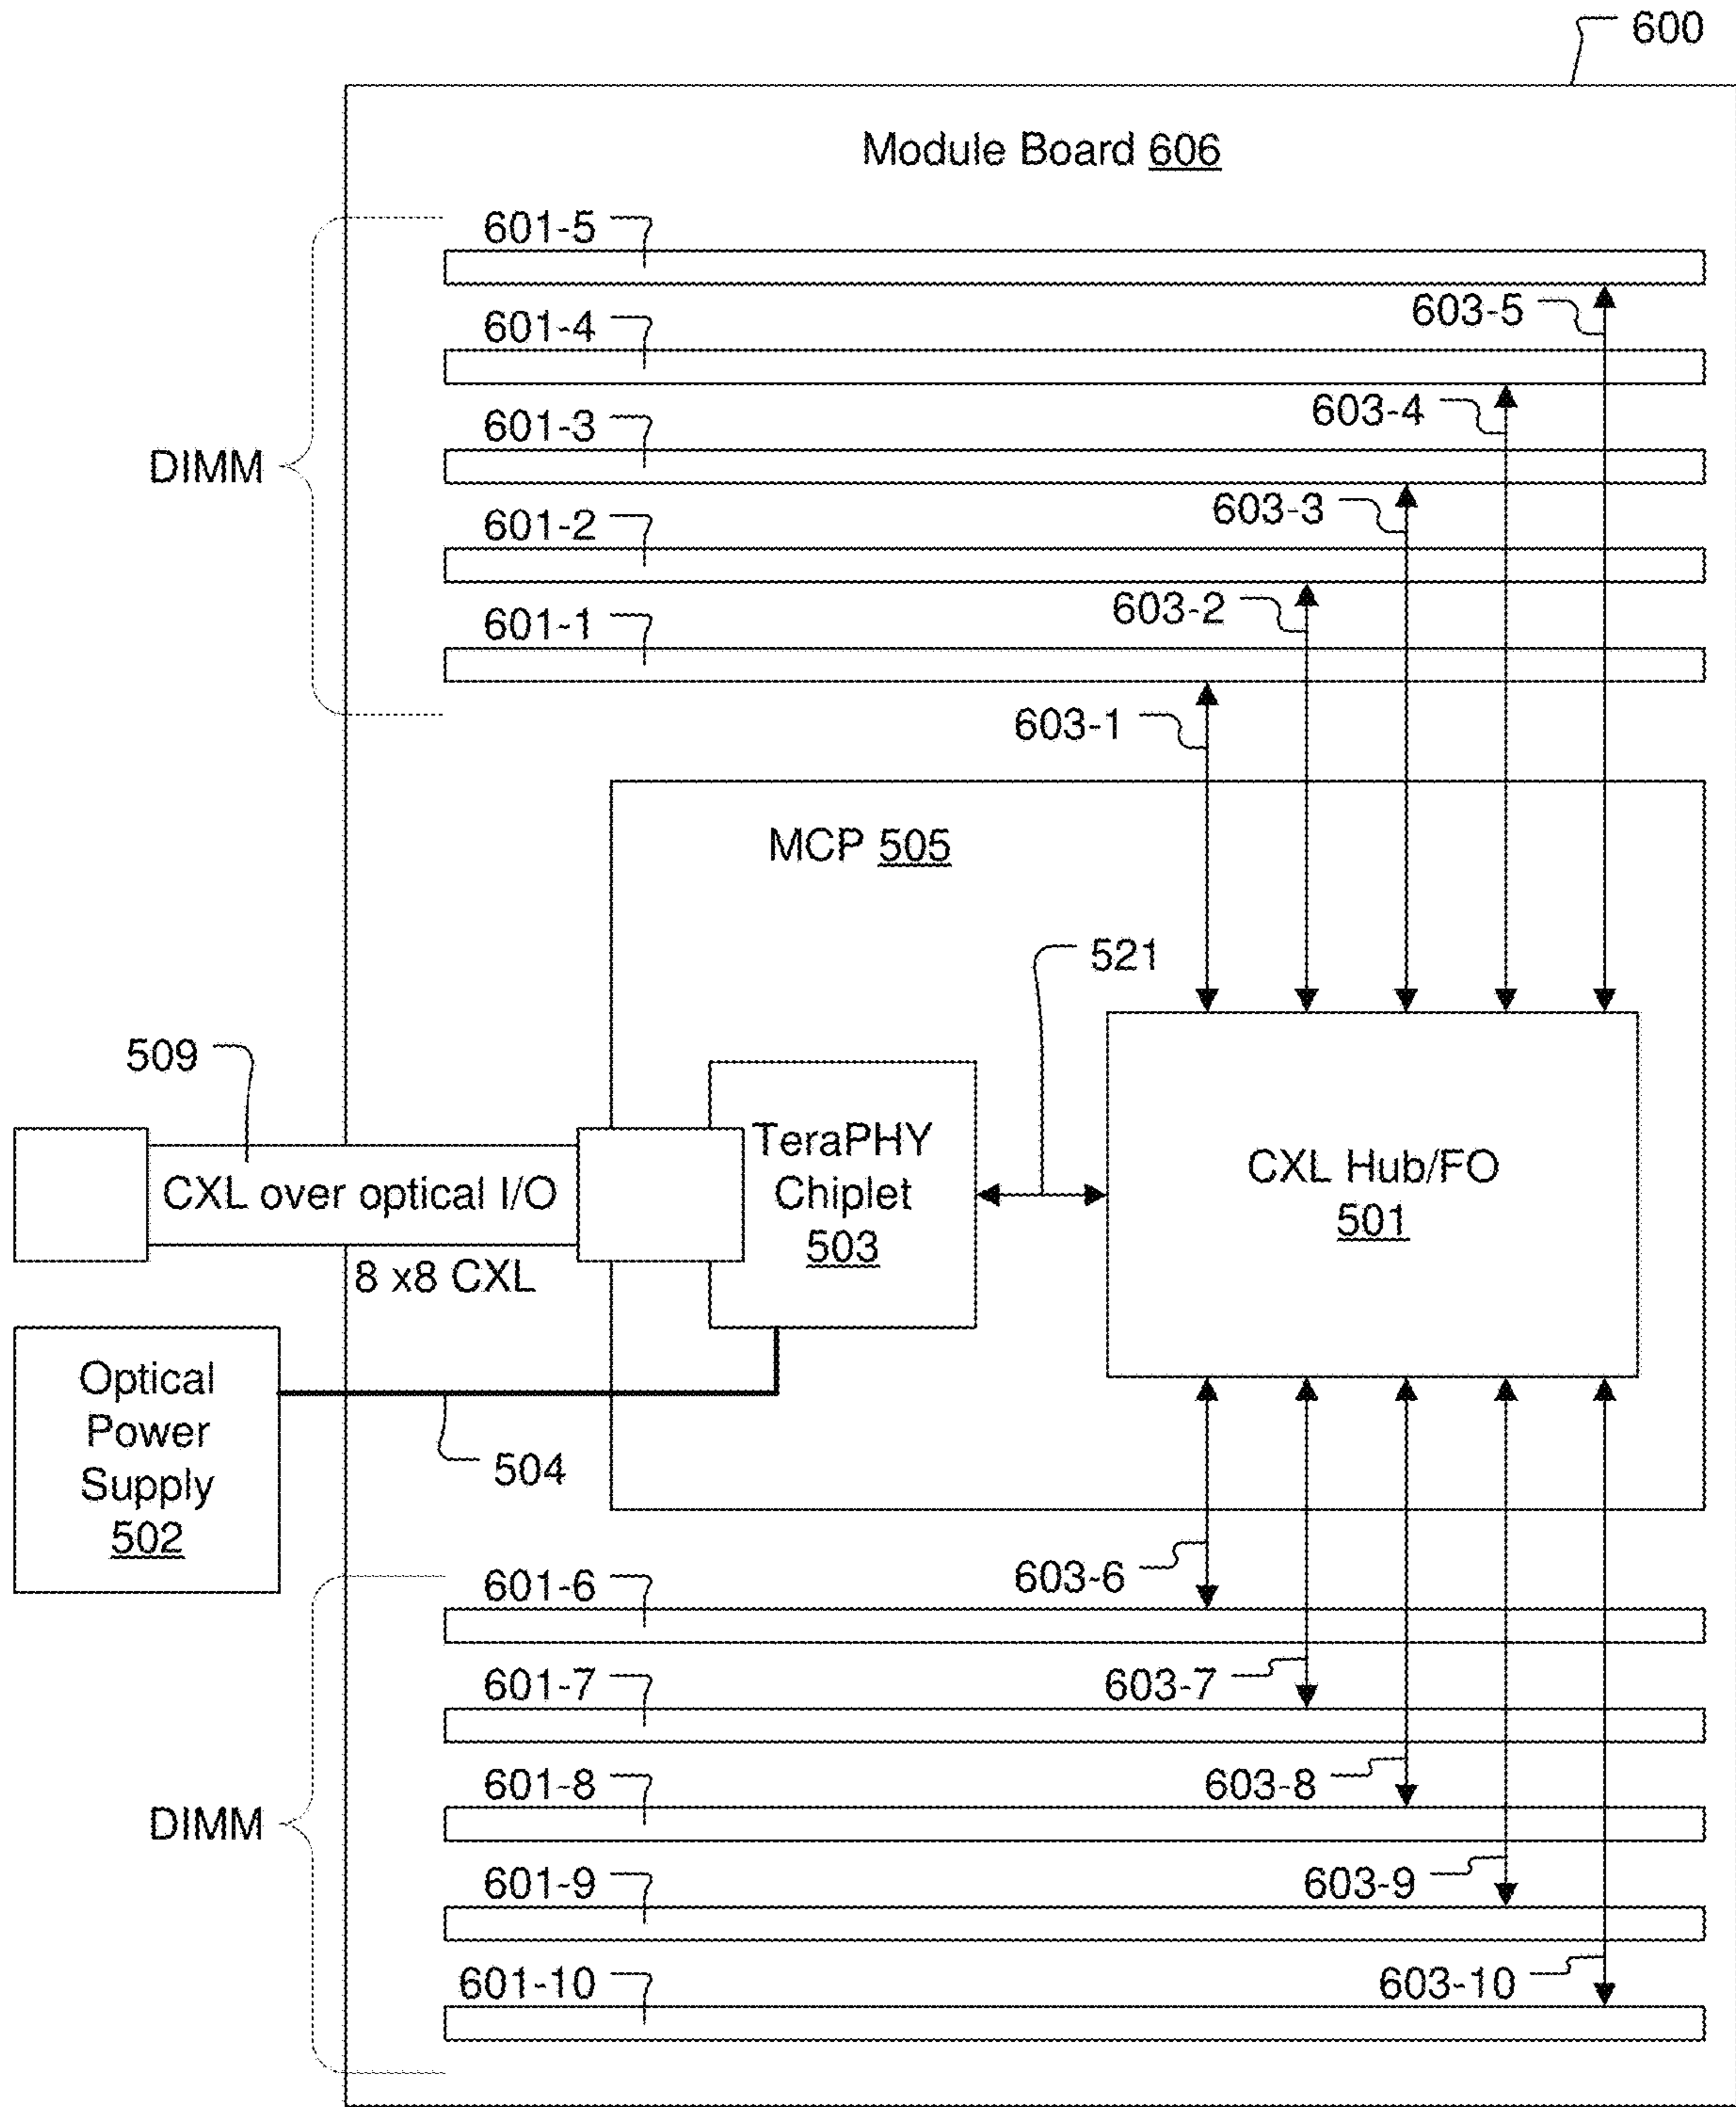 600
Module Board 606
601-5
603-5
601-4
603-4
601-3
DIMM
603-3
601-2
603-2
601-1
603-1
MCP 505
521
509
TeraPHY
Chiplet
503
CXL Hub/FO
501
CXL over optical I/O
8 x8 CXL
Optical
Power
Supply
502
504
603-6
601-6
601-7
603-7
601-8
603-8
DIMM
601-9
603-9
601-10
603-10